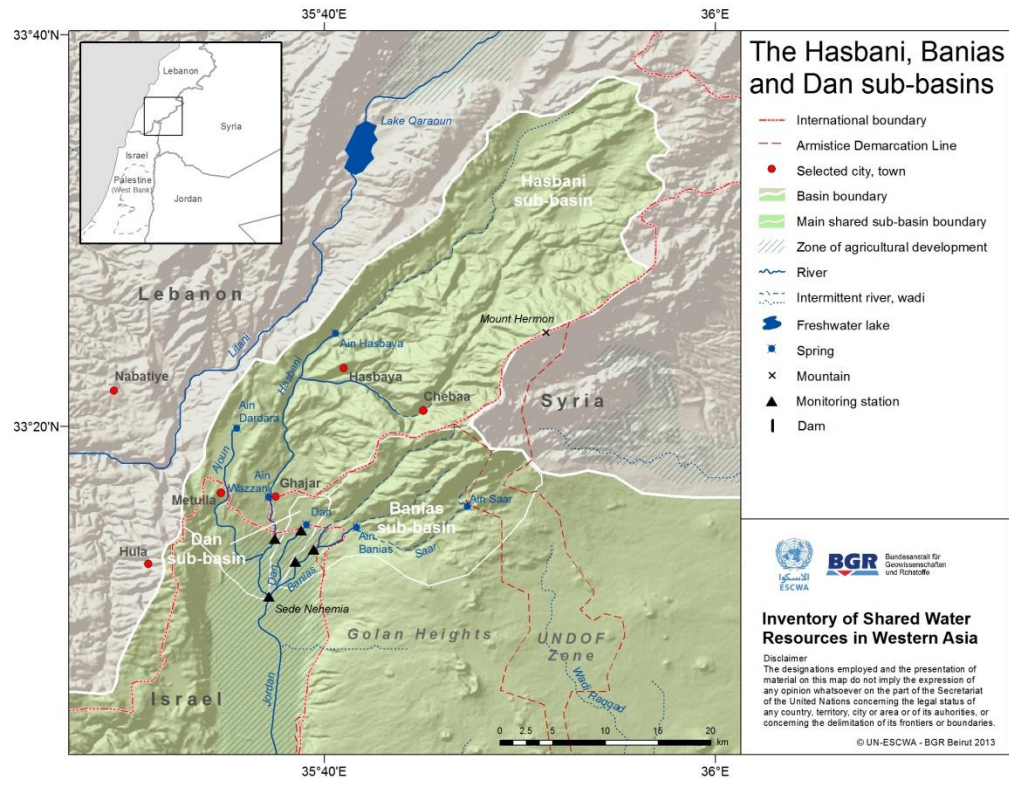 35°40'E
36°E
33°40'N
33°20'N
35°40'E
36°E
Lebanon
Syria
Israel
Palestine
(West Bank)
Jordan
Lake Qaraoun
Hasbani
sub-basin
Lebanon
Litani
Mount Hermon
Ain Hasbaya
Hasbani
Hasbaya
Nabatiye
Chebaa
Syria
Ain
Dardara
Ajoun
Ain
Wazzani
Ghajar
Metulla
Dan
Ain Saar
Banias
sub-basin
Dan
sub-basin
Ain
Banias
Saar
Hula
Dan
Banias
Sede Nehemia
Golan Heights
UNDOF
Zone
Wadi Raqqad
Israel
Jordan
0 2.5 5 10 15 20
km
The Hasbani, Banias
and Dan sub-basins
International boundary
Armistice Demarcation Line
Selected city, town
Basin boundary
Main shared sub-basin boundary
Zone of agricultural development
River
Intermittent river, wadi
Freshwater lake
Spring
Mountain
Monitoring station
Dam
الاسكوا
ESCWA
BGR
Bundesanstalt für
Geowissenschaften
und Rohstoffe
Inventory of Shared Water
Resources in Western Asia
Disclaimer
The designations employed and the presentation of
material on this map do not imply the expression of
any opinion whatsoever on the part of the Secretariat
of the United Nations concerning the legal status of
any country, territory, city or area or of its auhorities, or
concerning the delimitation of its frontiers or boundaries.
© UN-ESCWA - BGR Beirut 2013